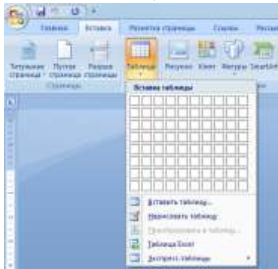 Главная Вставка Разметка страницы Ссылки Рассыл
Титульная страница Пустая страница Разрыв страницы Таблица Рисунок Клип Фигуры SmartArt
Страницы
Вставка таблицы
Вставить таблицу...
Нарисовать таблицу
Преобразовать в таблицу...
Таблица Excel
Экспресс-таблицы